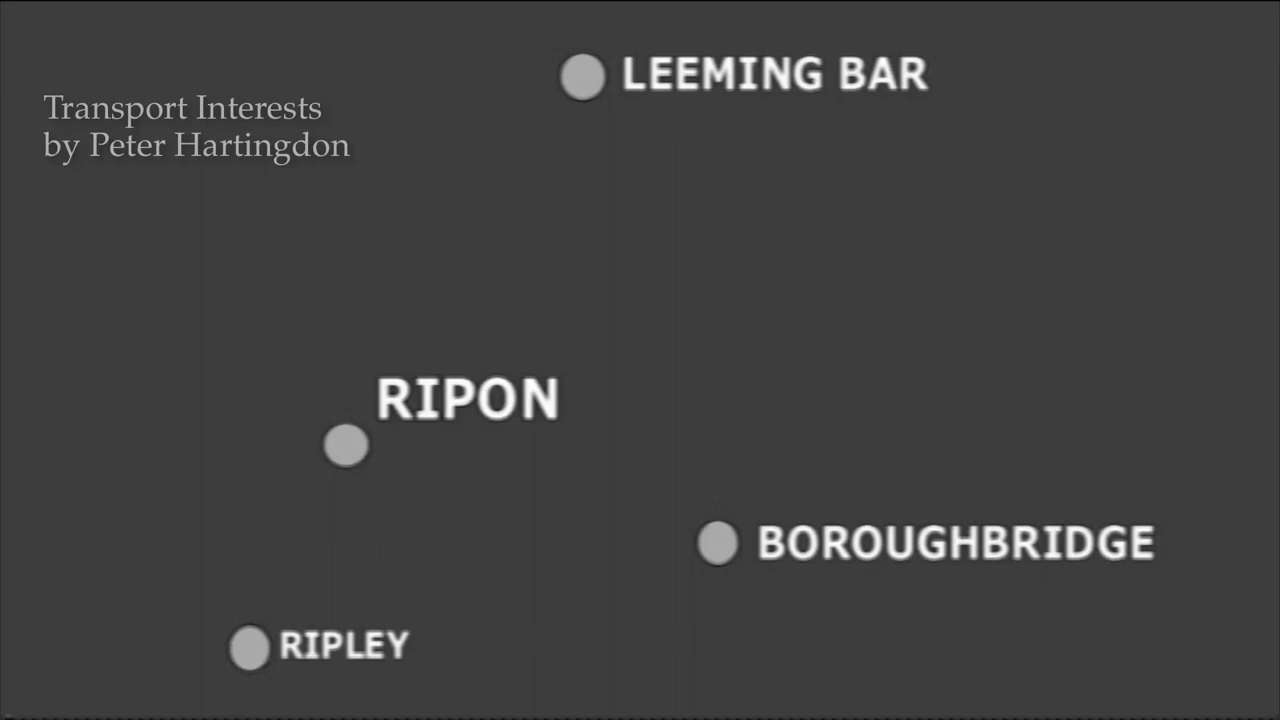 LEEMING BAR
Transport Interests
by Peter Hartingdon
RIPON
BOROUGHBRIDGE
RIPLEY